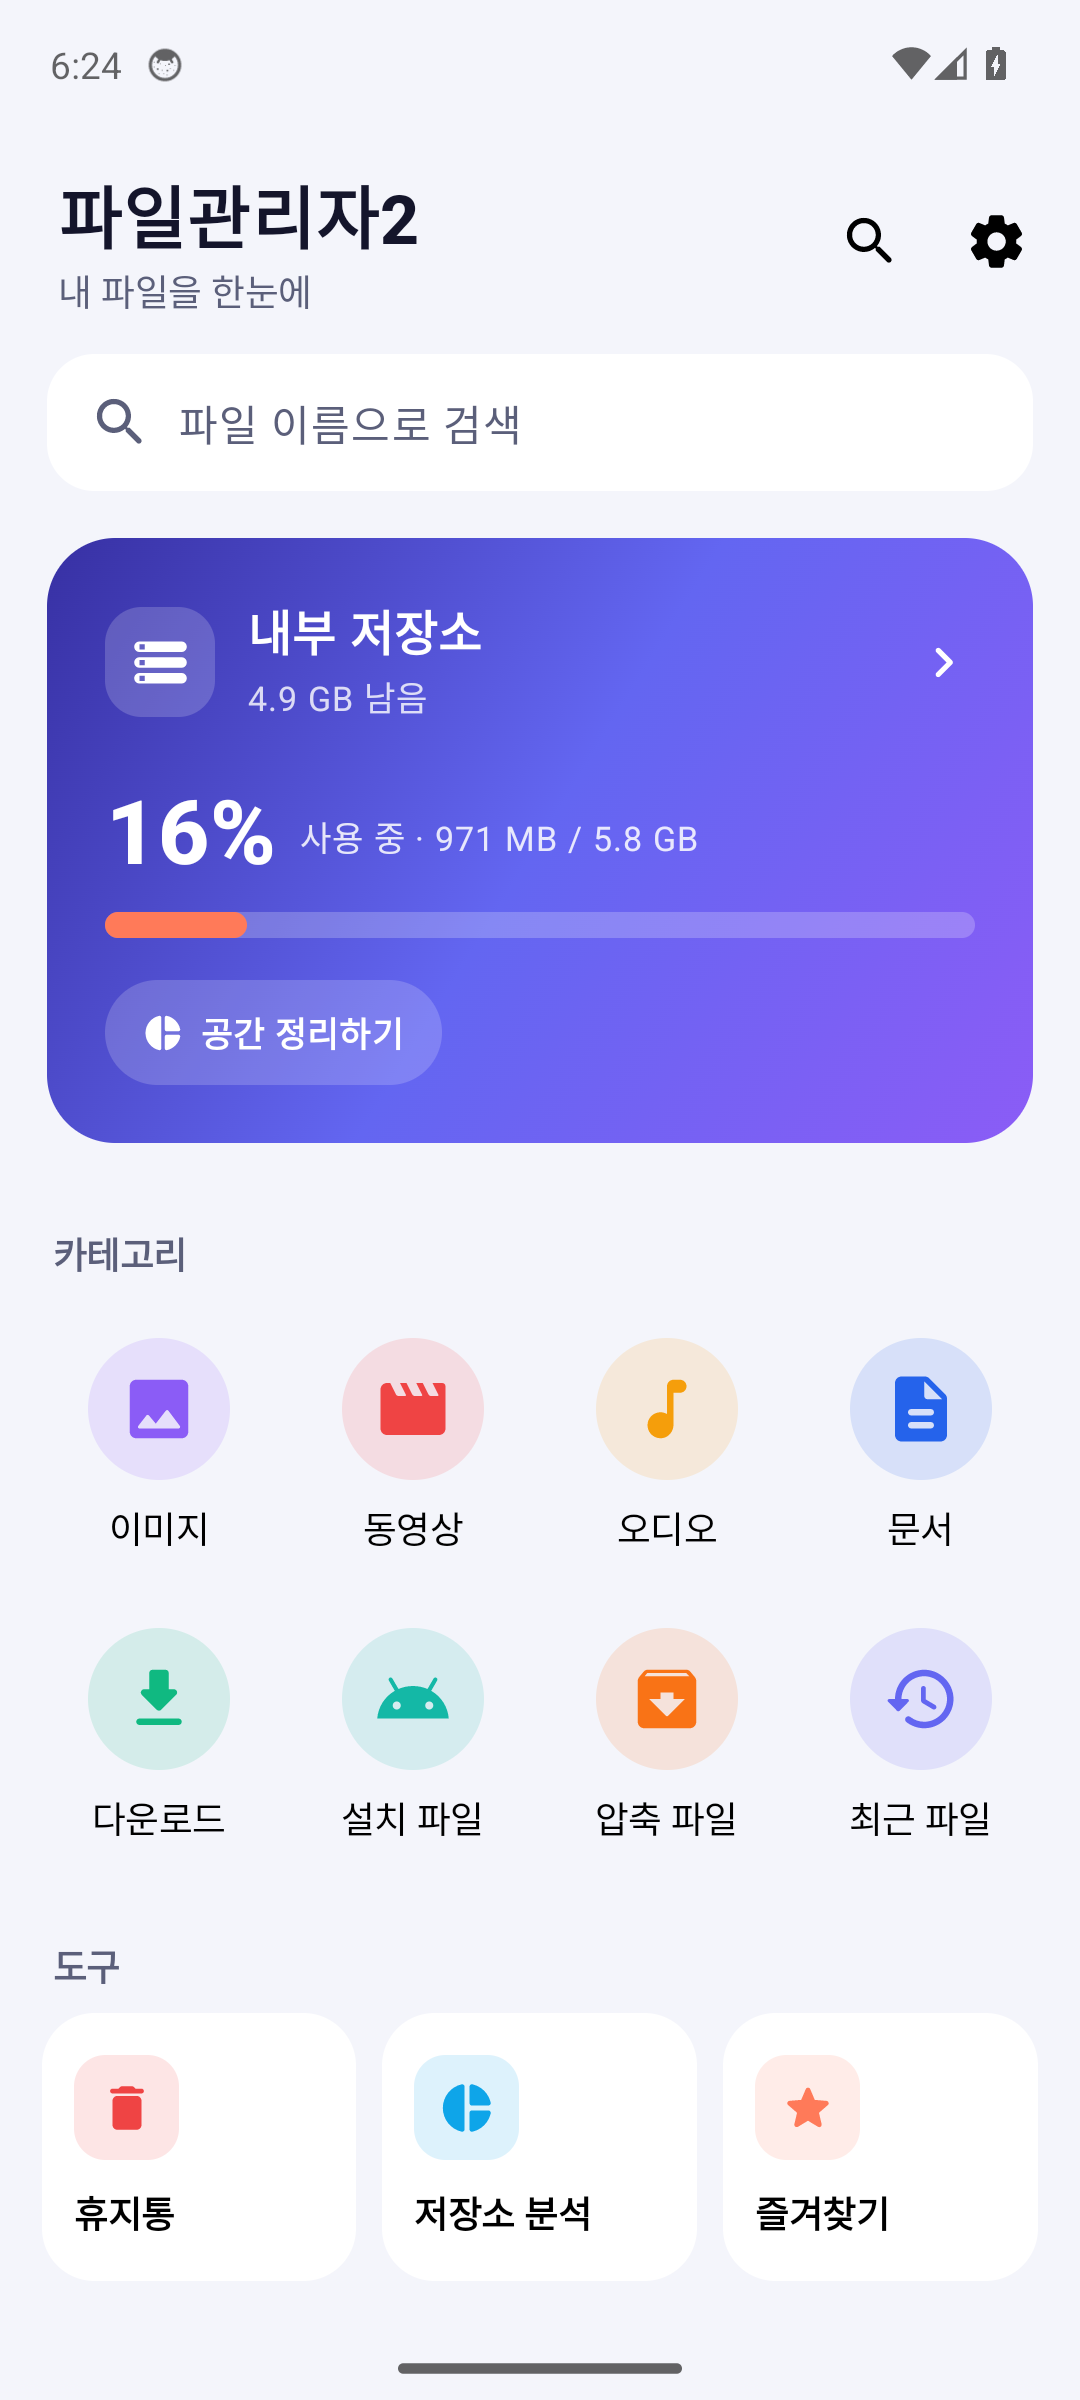 6:24
파일관리자2
내 파일을 한눈에
파일 이름으로 검색
내부 저장소
4.9 GB 남음
16% 사용 중 · 971 MB / 5.8 GB
공간 정리하기
카테고리
이미지 동영상 오디오 문서
다운로드 설치 파일 압축 파일 최근 파일
도구
휴지통 저장소 분석 즐겨찾기